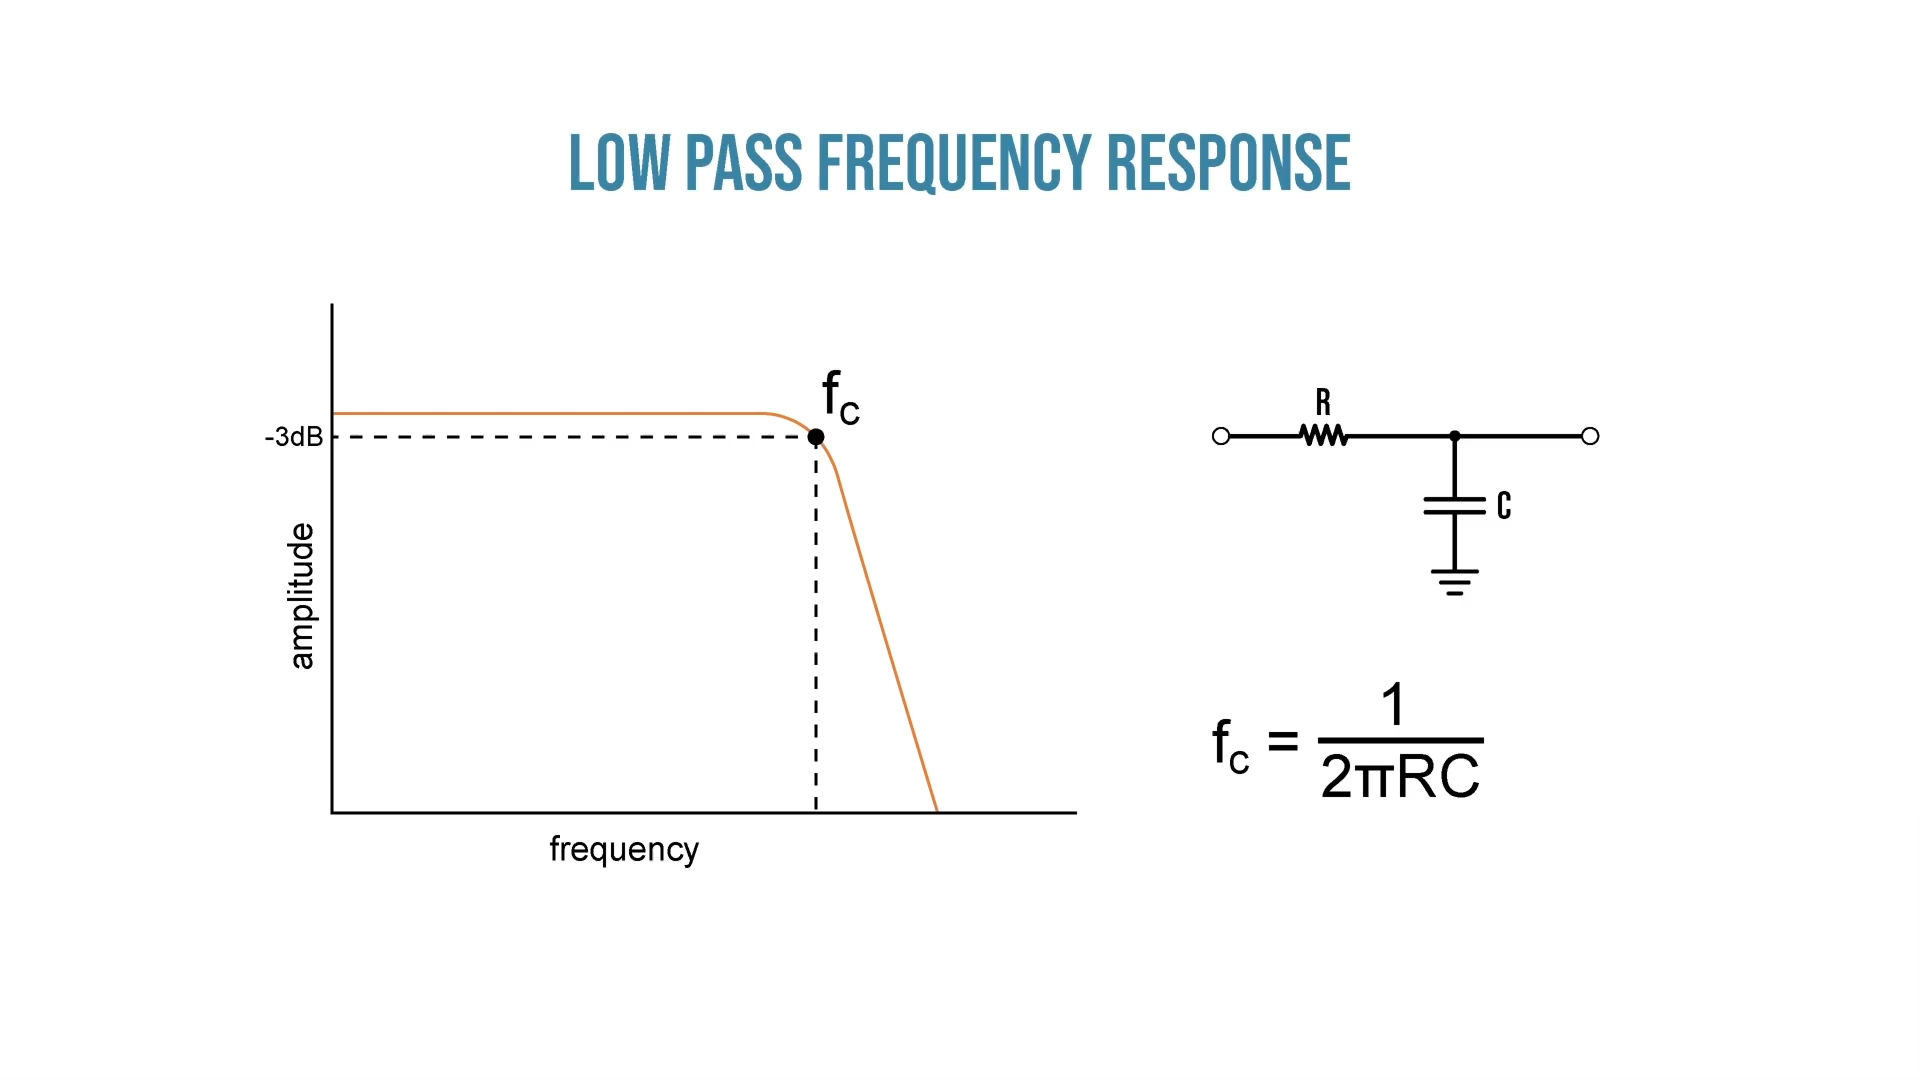 LOW PASS FREQUENCY RESPONSE
fc
-3dB
amplitude
frequency
R
C
fc = 1
2πRC